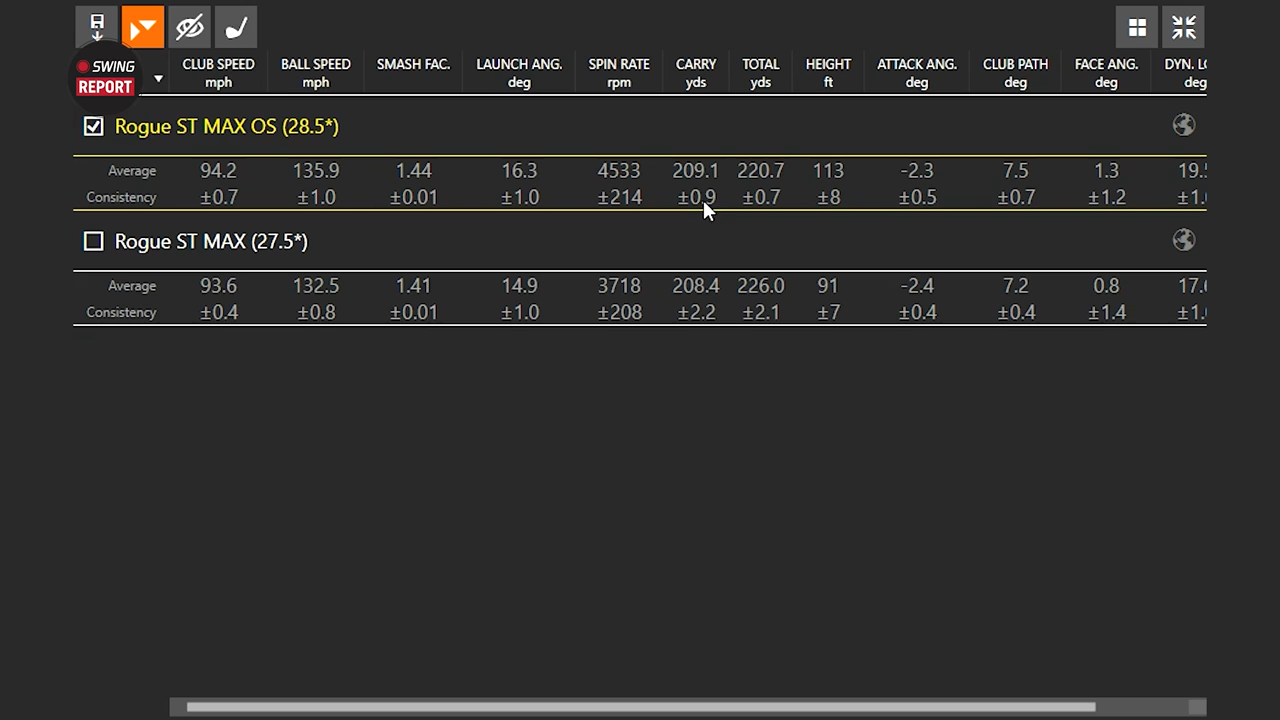 SWING
REPORT
CLUB SPEED BALL SPEED SMASH FAC. LAUNCH ANG. SPIN RATE CARRY TOTAL HEIGHT ATTACK ANG. CLUB PATH FACE ANG. DYN. LO
mph mph deg rpm yds yds ft deg deg deg deg
Rogue ST MAX OS (28.5*)
Average 94.2 135.9 1.44 16.3 4533 209.1 220.7 113 -2.3 7.5 1.3 19.
Consistency ±0.7 ±1.0 ±0.01 ±1.0 ±214 ±0.9 ±0.7 ±8 ±0.5 ±0.7 ±1.2 ±1.
Rogue ST MAX (27.5*)
Average 93.6 132.5 1.41 14.9 3718 208.4 226.0 91 -2.4 7.2 0.8 17.
Consistency ±0.4 ±0.8 ±0.01 ±1.0 ±208 ±2.2 ±2.1 ±7 ±0.4 ±0.4 ±1.4 ±1.